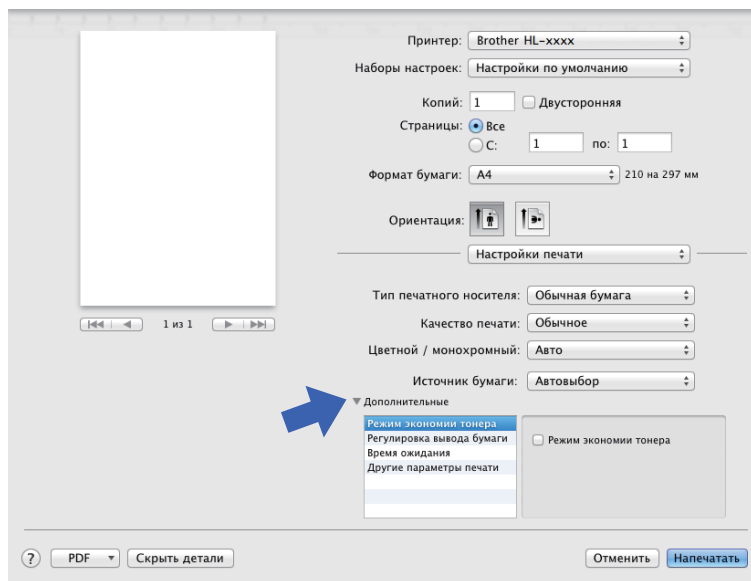 Принтер: Brother HL-xxxx
Наборы настроек: Настройки по умолчанию
Копий: 1 Двусторонняя
Страницы: Все
С: 1 по: 1
Формат бумаги: A4 210 на 297 мм
Ориентация:
Настройки печати
1 из 1
Тип печатного носителя: Обычная бумага
Качество печати: Обычное
Цветной / монохромный: Авто
Источник бумаги: Автовыбор
Дополнительные
Режим экономии тонера
Регулировка вывода бумаги
Время ожидания
Другие параметры печати
Режим экономии тонера
? PDF Скрыть детали Отменить Напечатать